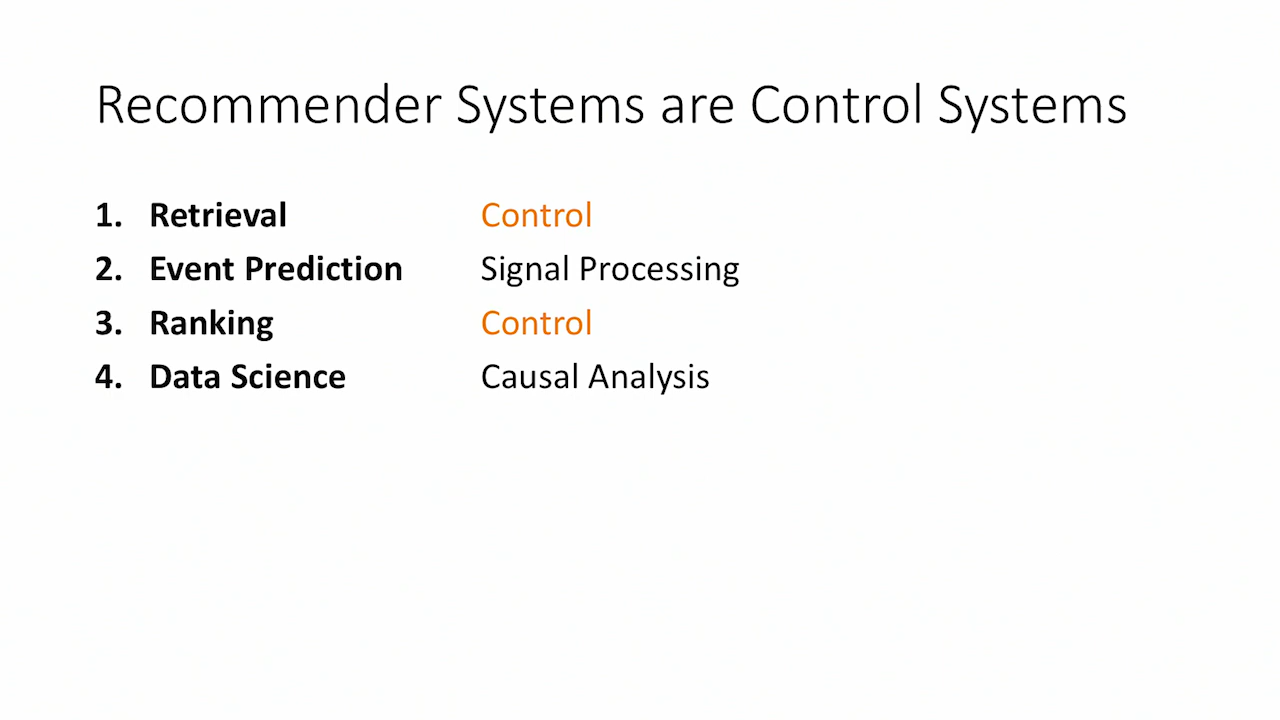 Recommender Systems are Control Systems
1. Retrieval Control
2. Event Prediction Signal Processing
3. Ranking Control
4. Data Science Causal Analysis